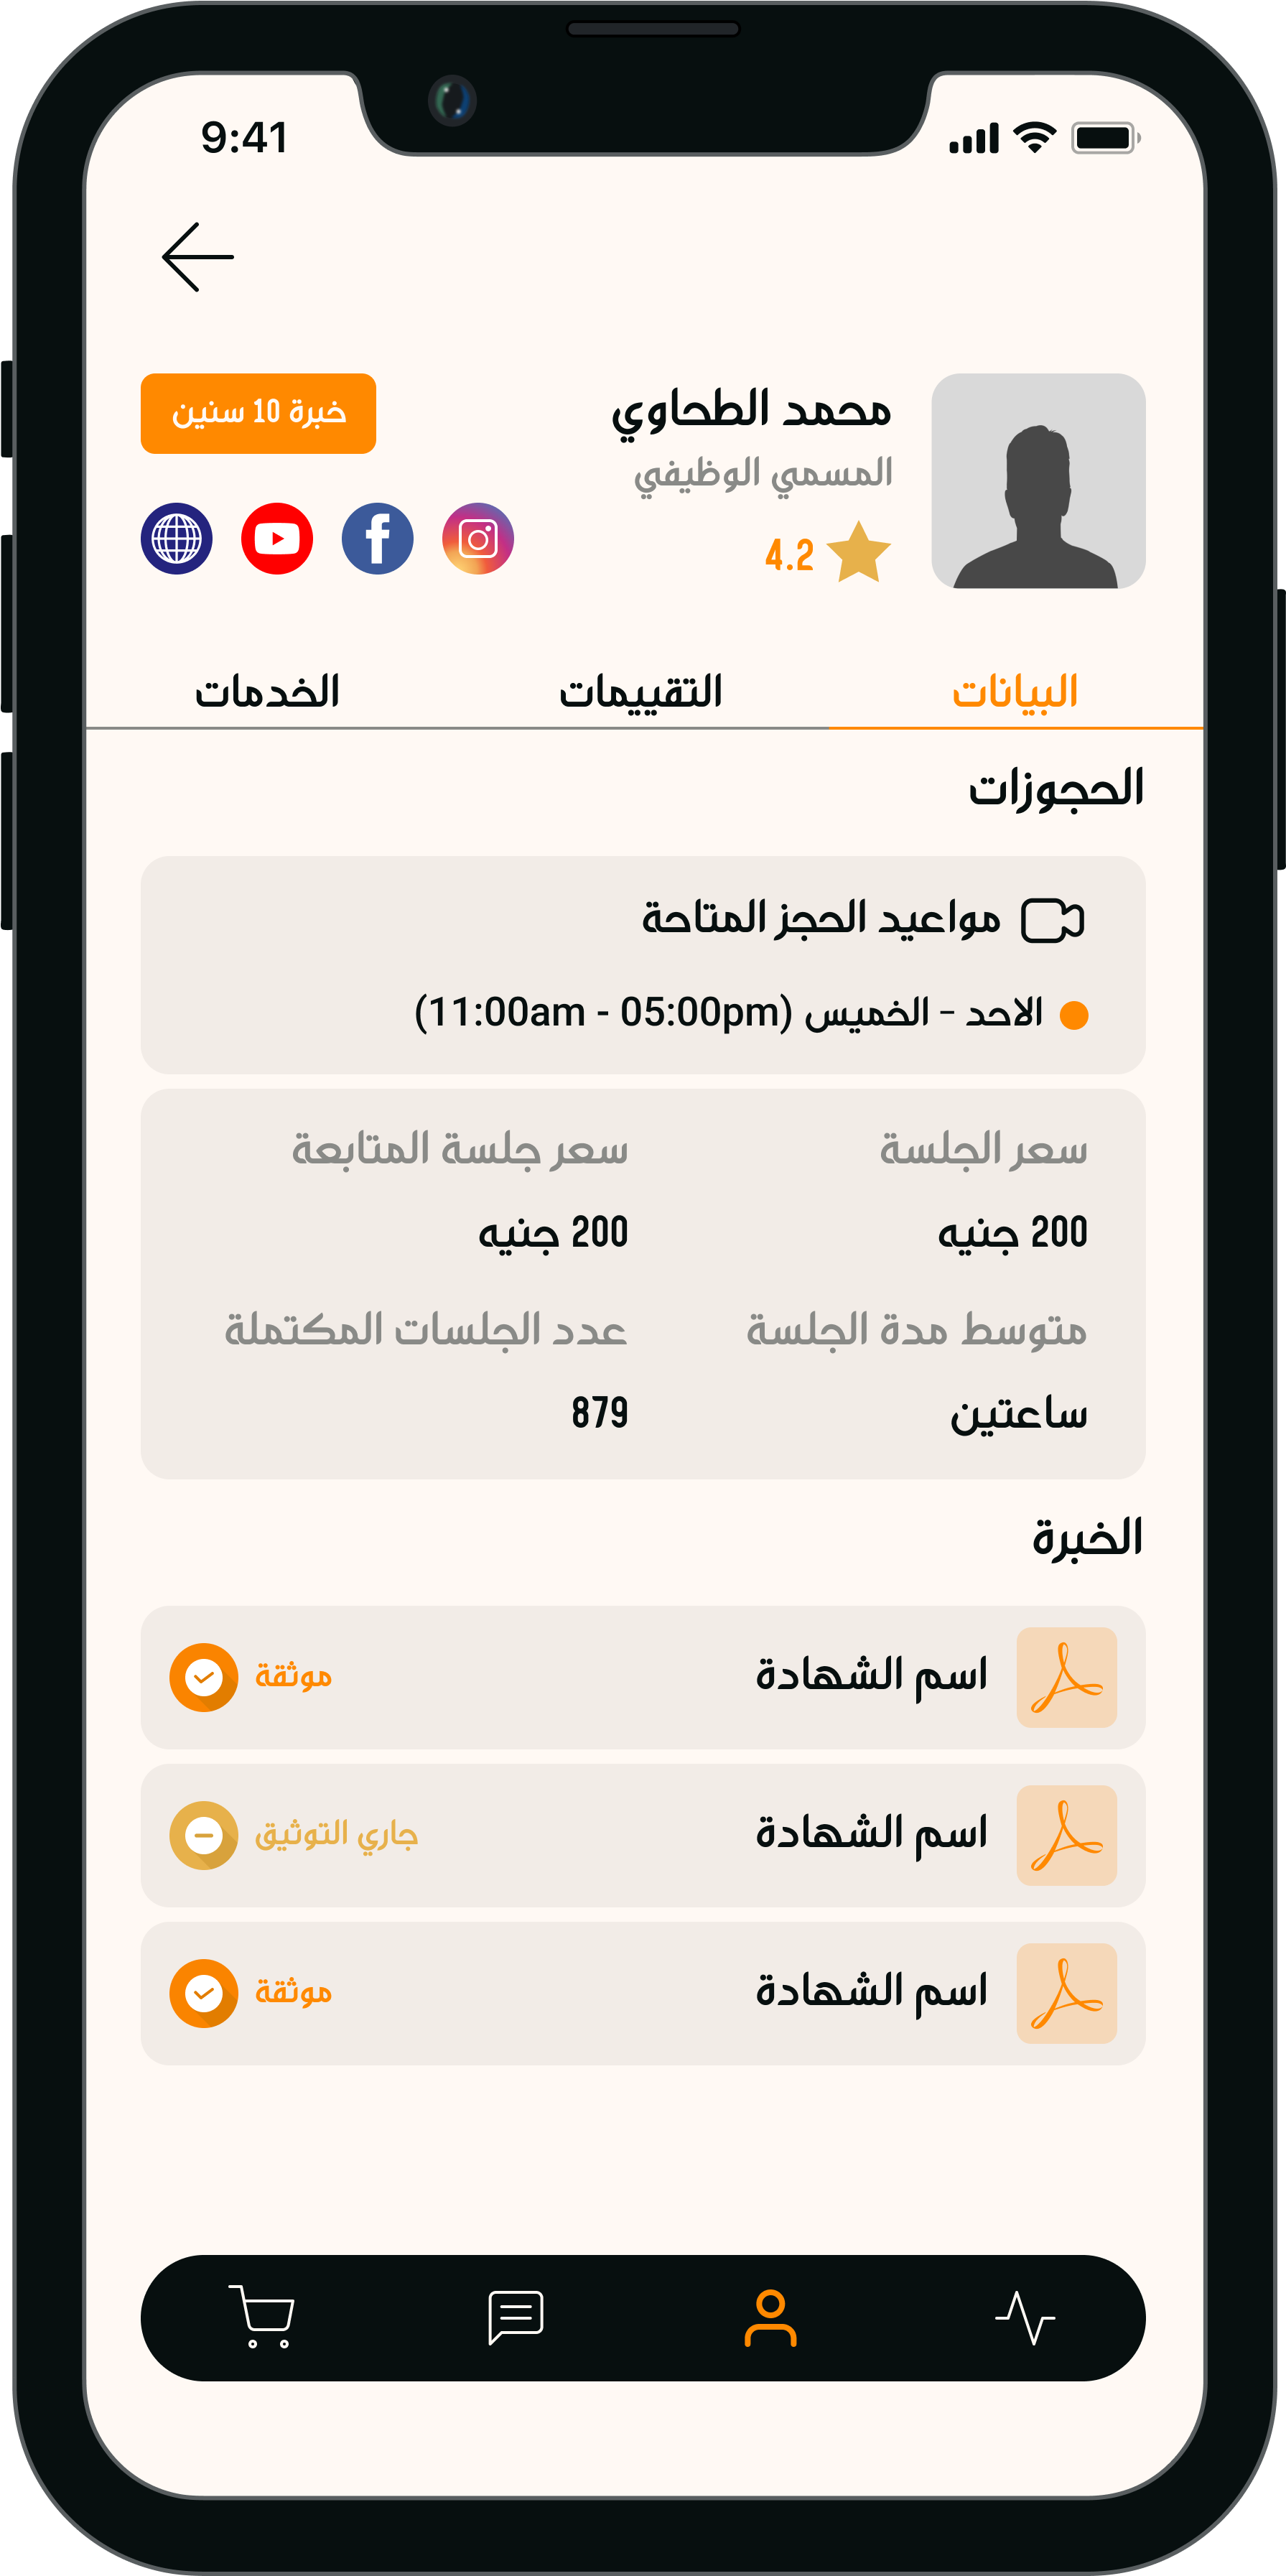 9:41
محمد الطحاوي
خبرة 10 سنين
المسمي الوظيفي
4.2
البيانات
التقييمات
الخدمات
الحجوزات
مواعيد الحجز المتاحة
الاحد - الخميس (11:00am - 05:00pm)
سعر الجلسة
سعر جلسة المتابعة
200 جنيه
200 جنيه
متوسط مدة الجلسة
عدد الجلسات المكتملة
ساعتين
879
الخبرة
اسم الشهادة
موثقة
اسم الشهادة
جاري التوثيق
اسم الشهادة
موثقة